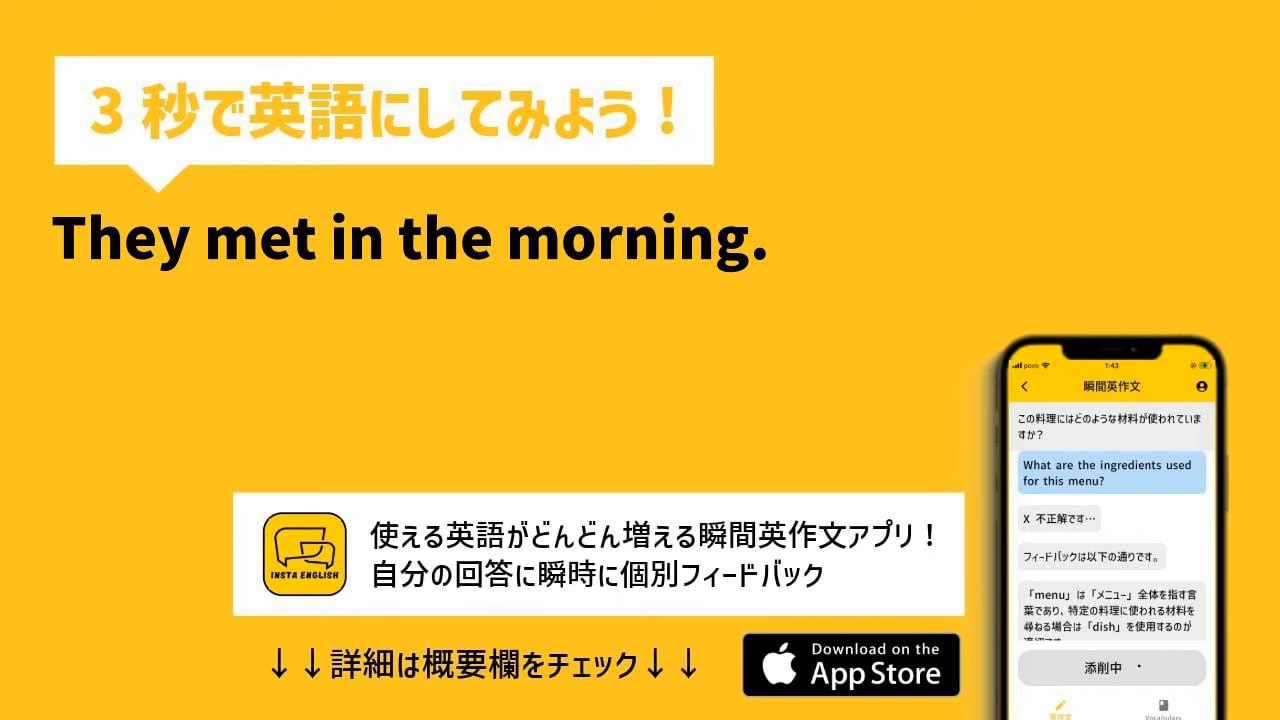 3秒で英語にしてみよう！
They met in the morning.
使える英語がどんどん増える瞬間英作文アプリ！
自分の回答に瞬時に個別フィードバック
INSTA ENGLISH
↓↓詳細は概要欄をチェック↓↓
Download on the
App Store
povo 1:43
瞬間英作文
この料理にはどのような材料が使われていま
すか?
What are the ingredients used
for this menu?
X 不正解です…
フィードバックは以下の通りです。
「menu」は「メニュー」全体を指す言
葉であり、特定の料理に使われる材料を
尋ねる場合は「dish」を使用するのが
添削中
英作文 Vocabulary